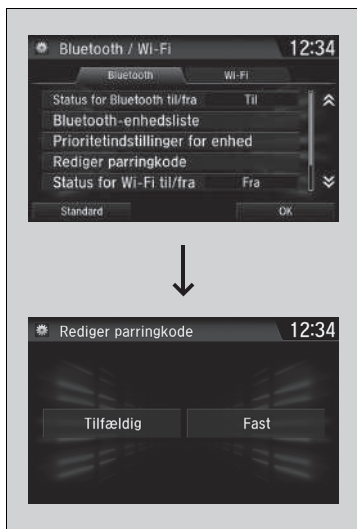 Bluetooth / Wi-Fi 12:34
Bluetooth Wi-Fi
Status for Bluetooth til/fra Til
Bluetooth-enhedsliste
Prioritetindstillinger for enhed
Rediger parringkode
Status for Wi-Fi til/fra Fra
Standard OK
Rediger parringkode 12:34
Tilfældig Fast